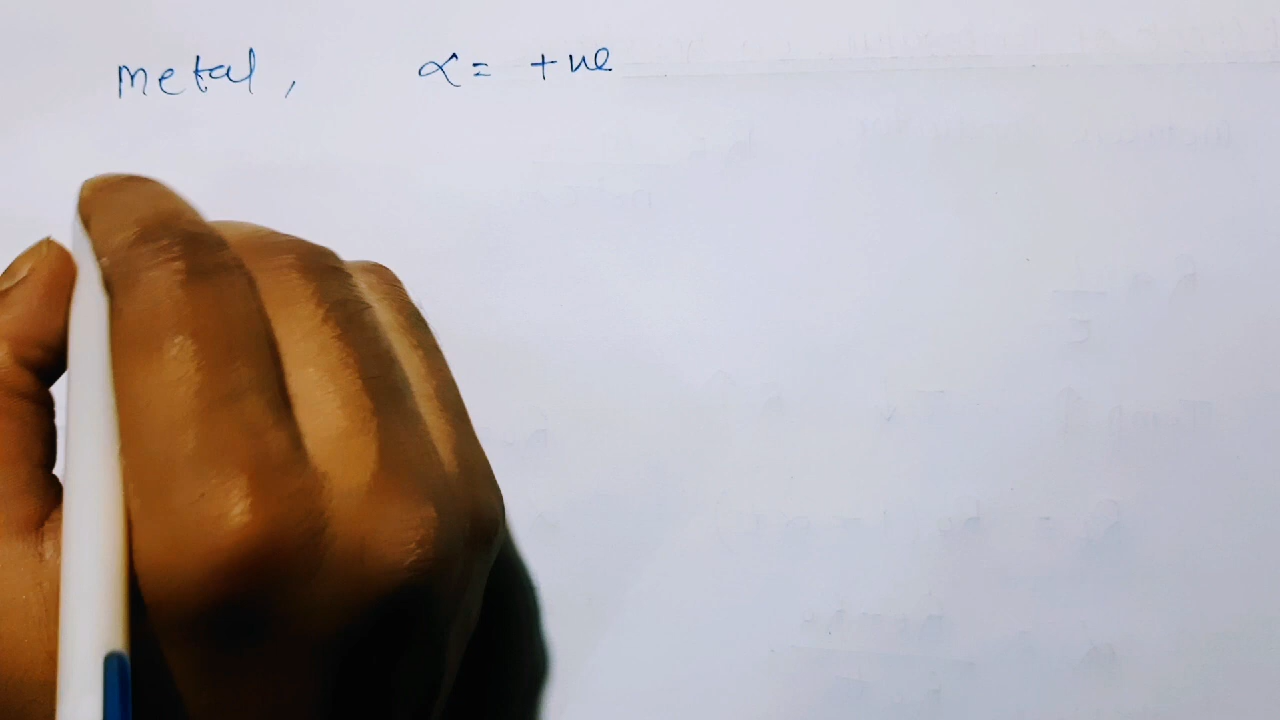 metal, α = +ve